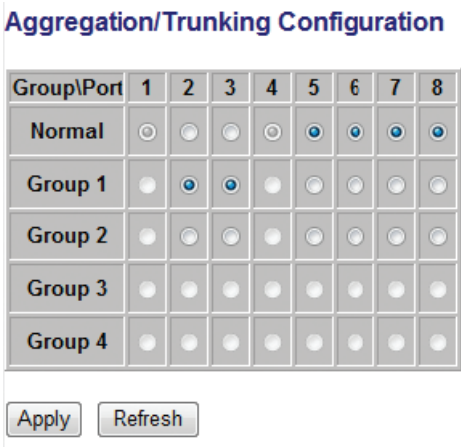 Aggregation/Trunking Configuration
Group\Port 1 2 3 4 5 6 7 8
Normal
Group 1
Group 2
Group 3
Group 4
Apply Refresh